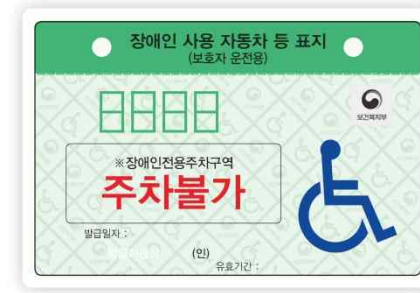 장애인 사용 자동차 등 표지
(보호자 운전용)
8888
보건복지부
※장애인전용주차구역
주차불가
발급일자 :
(인)
유효기간 :